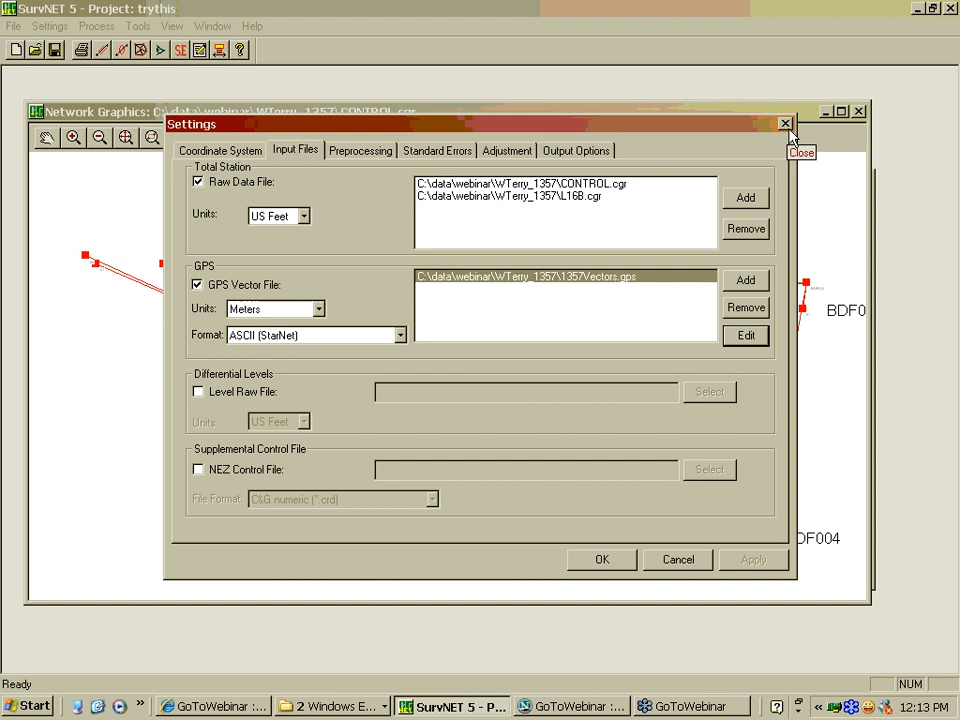 SurvNET 5 - Project: trythis
File Settings Process Tools View Window Help
SE
Network Graphics: C:\data\webinar\WTerry_1357\CONTROL.cgr
Settings
Close
Coordinate System Input Files Preprocessing Standard Errors Adjustment Output Options
Total Station
Raw Data File:
C:\data\webinar\WTerry_1357\CONTROL.cgr
C:\data\webinar\WTerry_1357\L16B.cgr
Add
Units: US Feet
Remove
GPS
GPS Vector File:
C:\data\webinar\WTerry_1357\1357Vectors.gps
Add
Units: Meters
Remove
BDF0
Format: ASCII (StarNet)
Edit
Differential Levels
Level Raw File:
Select
Units: US Feet
Supplemental Control File
NEZ Control File:
Select
File Format: C&G numeric (*.crd)
DF004
OK Cancel Apply
Ready
NUM
Start
GoToWebinar :...
2 Windows E...
SurvNET 5 - P...
GoToWebinar :...
GoToWebinar
12:13 PM